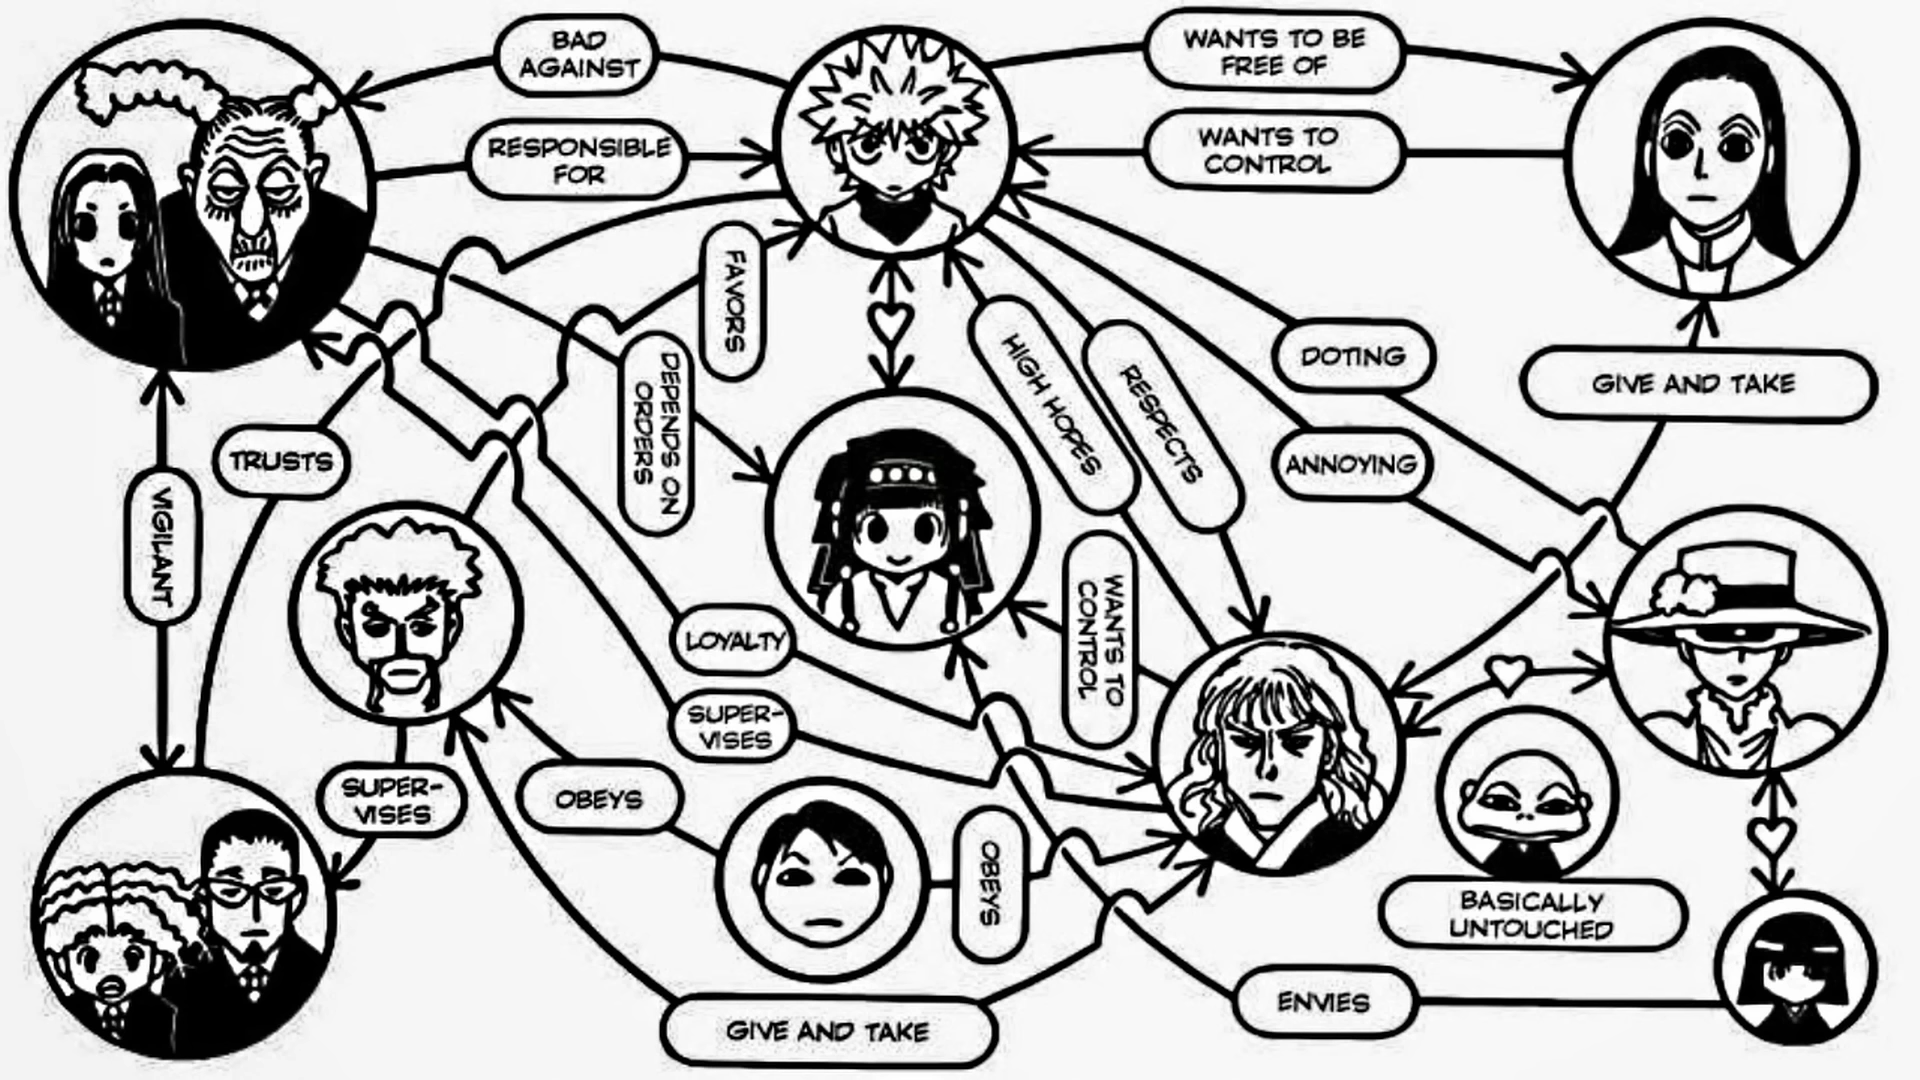 BAD
AGAINST
WANTS TO BE
FREE OF
RESPONSIBLE
FOR
WANTS TO
CONTROL
FAVORS
DEPENDS ON
ORDERS
HIGH HOPES
RESPECTS
DOTING
GIVE AND TAKE
TRUSTS
ANNOYING
VIGILANT
WANTS TO
CONTROL
LOYALTY
SUPER-
VISES
SUPER-
VISES
OBEYS
OBEYS
BASICALLY
UNTOUCHED
GIVE AND TAKE
ENVIES